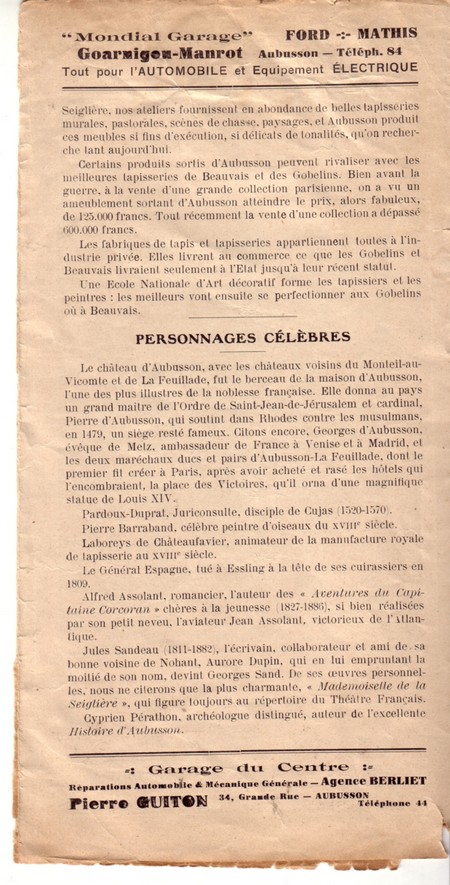 "Mondial Garage" FORD -:- MATHIS
Goarnigou-Manrot Aubusson — Téléph. 84
Tout pour l'AUTOMOBILE et Equipement ÉLECTRIQUE
Seiglière, nos ateliers fournissent en abondance de belles tapisseries
murales, pastorales, scènes de chasse, paysages, et Aubusson produit
ces meubles si fins d'exécution, si délicats de tonalités, qu'on recher-
che tant aujourd'hui.
Certains produits sortis d'Aubusson peuvent rivaliser avec les
meilleures tapisseries de Beauvais et des Gobelins. Bien avant la
guerre, à la vente d'une grande collection parisienne, on a vu un
ameublement sortant d'Aubusson atteindre le prix, alors fabuleux,
de 125.000 francs. Tout récemment la vente d'une collection a dépassé
600.000 francs.
Les fabriques de tapis et tapisseries appartiennent toutes à l'in-
dustrie privée. Elles livrent au commerce ce que les Gobelins et
Beauvais livraient seulement à l'Etat jusqu'à leur récent statut.
Une Ecole Nationale d'Art décoratif forme les tapissiers et les
peintres : les meilleurs vont ensuite se perfectionner aux Gobelins
où à Beauvais.
PERSONNAGES CÉLÈBRES
Le château d'Aubusson, avec les châteaux voisins du Monteil-au-
Vicomte et de La Feuillade, fut le berceau de la maison d'Aubusson,
l'une des plus illustres de la noblesse française. Elle donna au pays
un grand maitre de l'Ordre de Saint-Jean-de-Jérusalem et cardinal,
Pierre d'Aubusson, qui soutint dans Rhodes contre les musulmans,
en 1479, un siège resté fameux. Citons encore, Georges d'Aubusson,
évêque de Metz, ambassadeur de France à Venise et à Madrid, et
les deux maréchaux ducs et pairs d'Aubusson-La Feuillade, dont le
premier fit créer à Paris, après avoir acheté et rasé les hôtels qui
l'encombraient, la place des Victoires, qu'il orna d'une magnifique
statue de Louis XIV.
Pardoux-Duprat, Juriconsulte, disciple de Cujas (1520-1570).
Pierre Barraband, célèbre peintre d'oiseaux du XVIIIe siècle.
Laboreys de Châteaufavier, animateur de la manufacture royale
de tapisserie au XVIIIe siècle.
Le Général Espagne, tué à Essling à la tête de ses cuirassiers en
1809.
Alfred Assolant, romancier, l'auteur des « Aventures du Capi-
taine Corcoran » chères à la jeunesse (1827-1886), si bien réalisées
par son petit neveu, l'aviateur Jean Assolant, victorieux de l'Atlan-
tique.
Jules Sandeau (1811-1882), l'écrivain, collaborateur et ami de sa
bonne voisine de Nohant, Aurore Dupin, qui en lui empruntant la
moitié de son nom, devint Georges Sand. De ses œuvres personnel-
les, nous ne citerons que la plus charmante, « Mademoiselle de la
Seiglière », qui figure toujours au répertoire du Théâtre Français.
Cyprien Pérathon, archéologue distingué, auteur de l'excellente
Histoire d'Aubusson.
-: Garage du Centre :-
Réparations Automobile & Mécanique Générale — Agence BERLIET
Pierre GUITON 34, Grande Rue — AUBUSSON
Téléphone 44